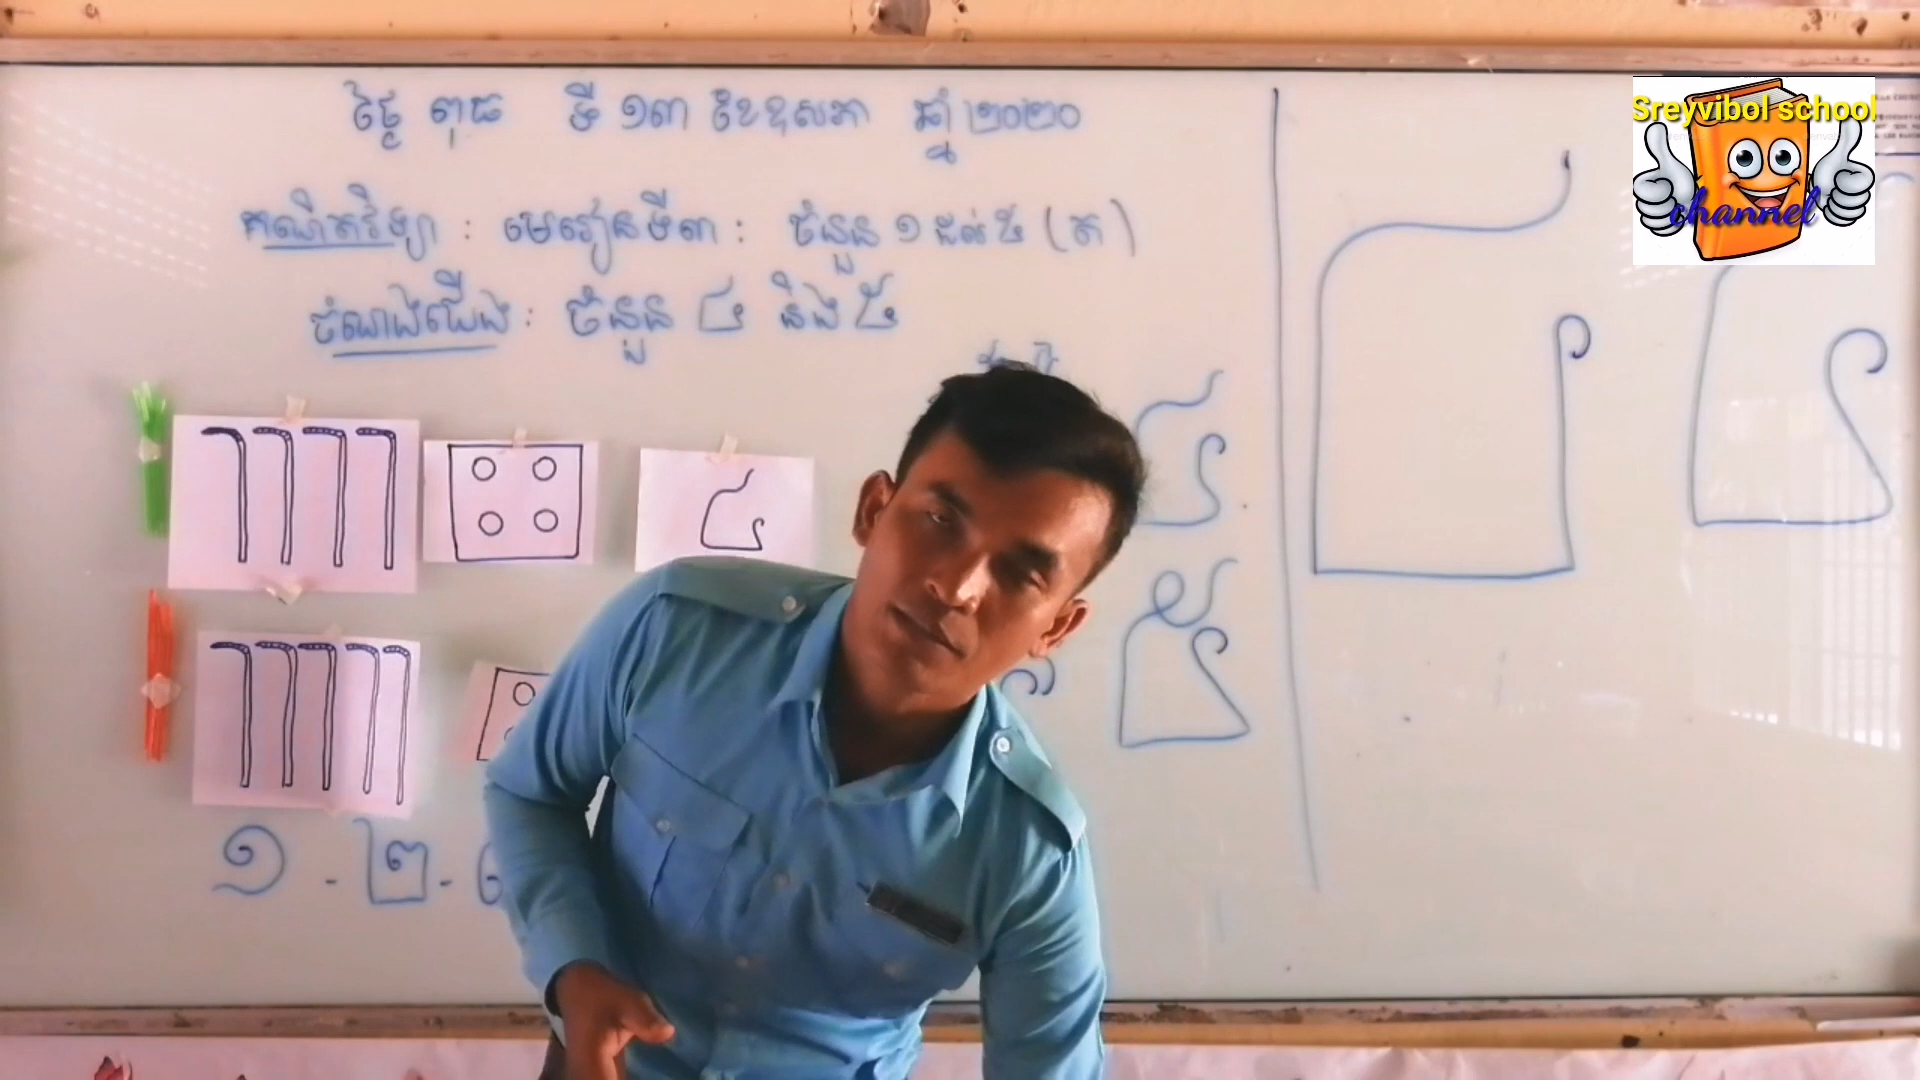 ថ្ងៃ ពុធ ទី ១៣ ខែឧសភា ឆ្នាំ ២០២០
គណិតវិទ្យា : មេរៀនទី៣ : ចំនួន ១ ដល់ ៥ (ត)
ចំណងជើង : ចំនួន ៤ និង ៥
៤
៤
៥
១ - ២ -
Sreyvibol school
channel